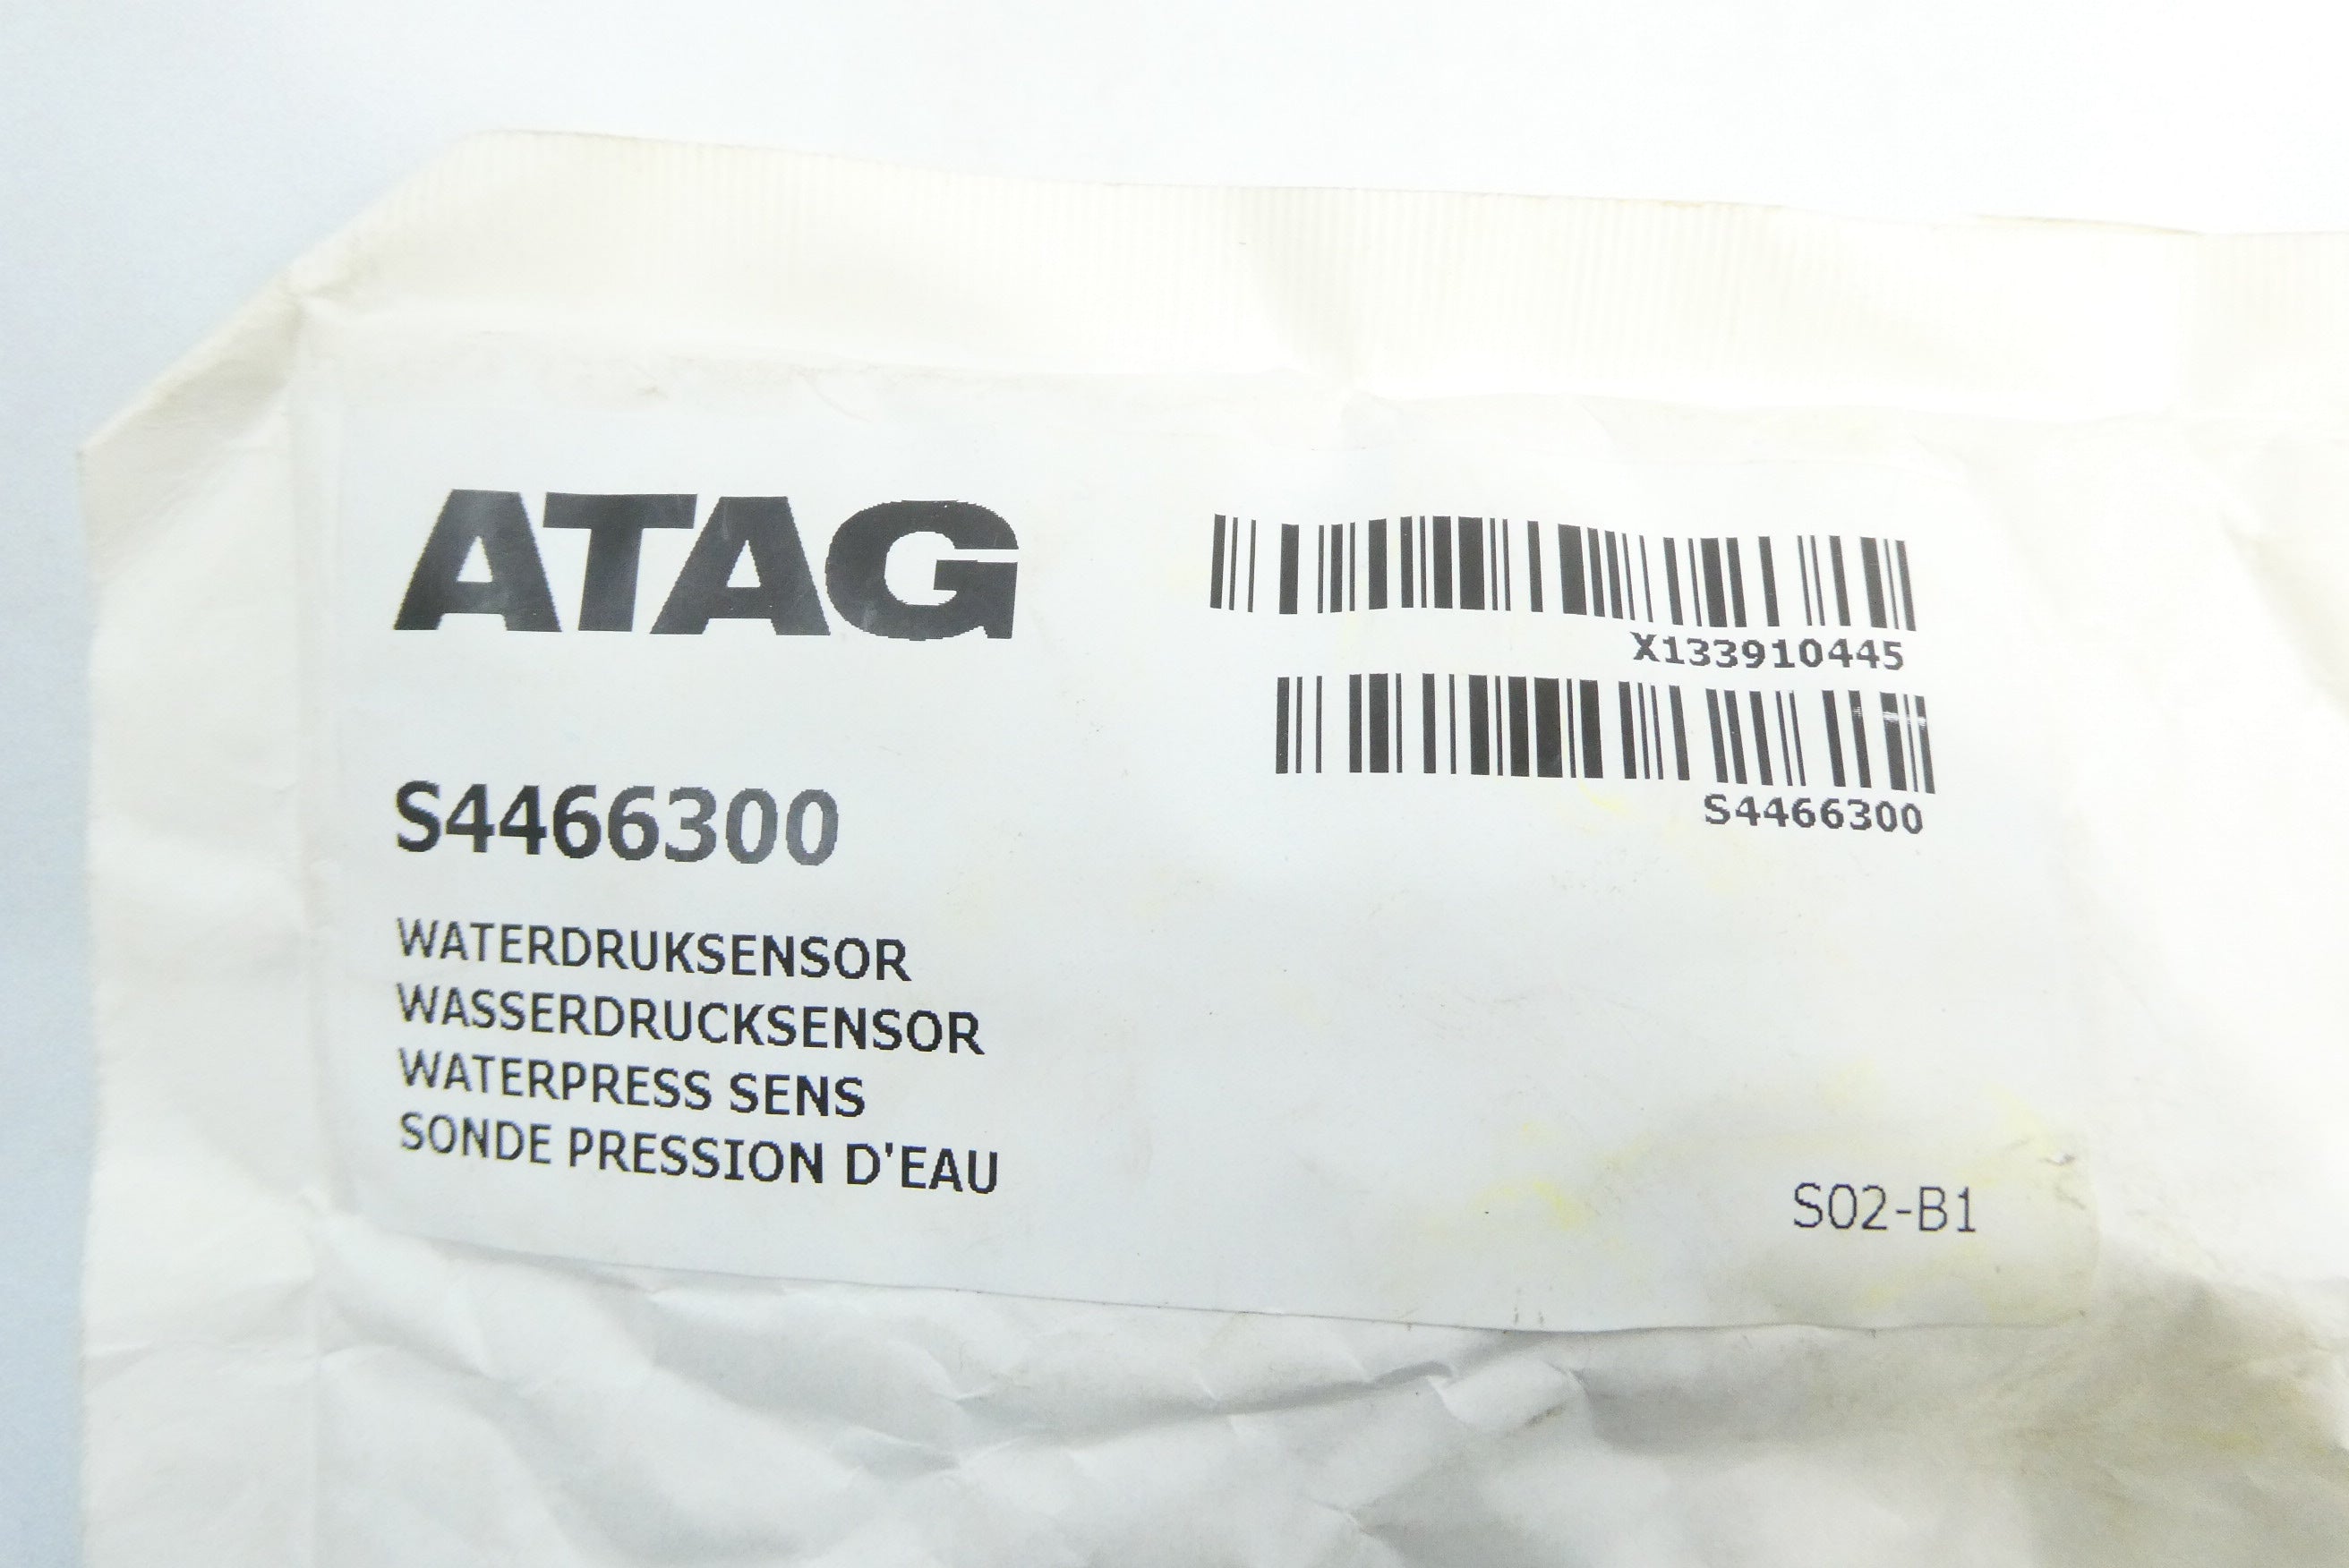 ATAG
X133910445
S4466300
S4466300
WATERDRUKSENSOR
WASSERDRUCKSENSOR
WATERPRESS SENS
SONDE PRESSION D'EAU
S02-B1